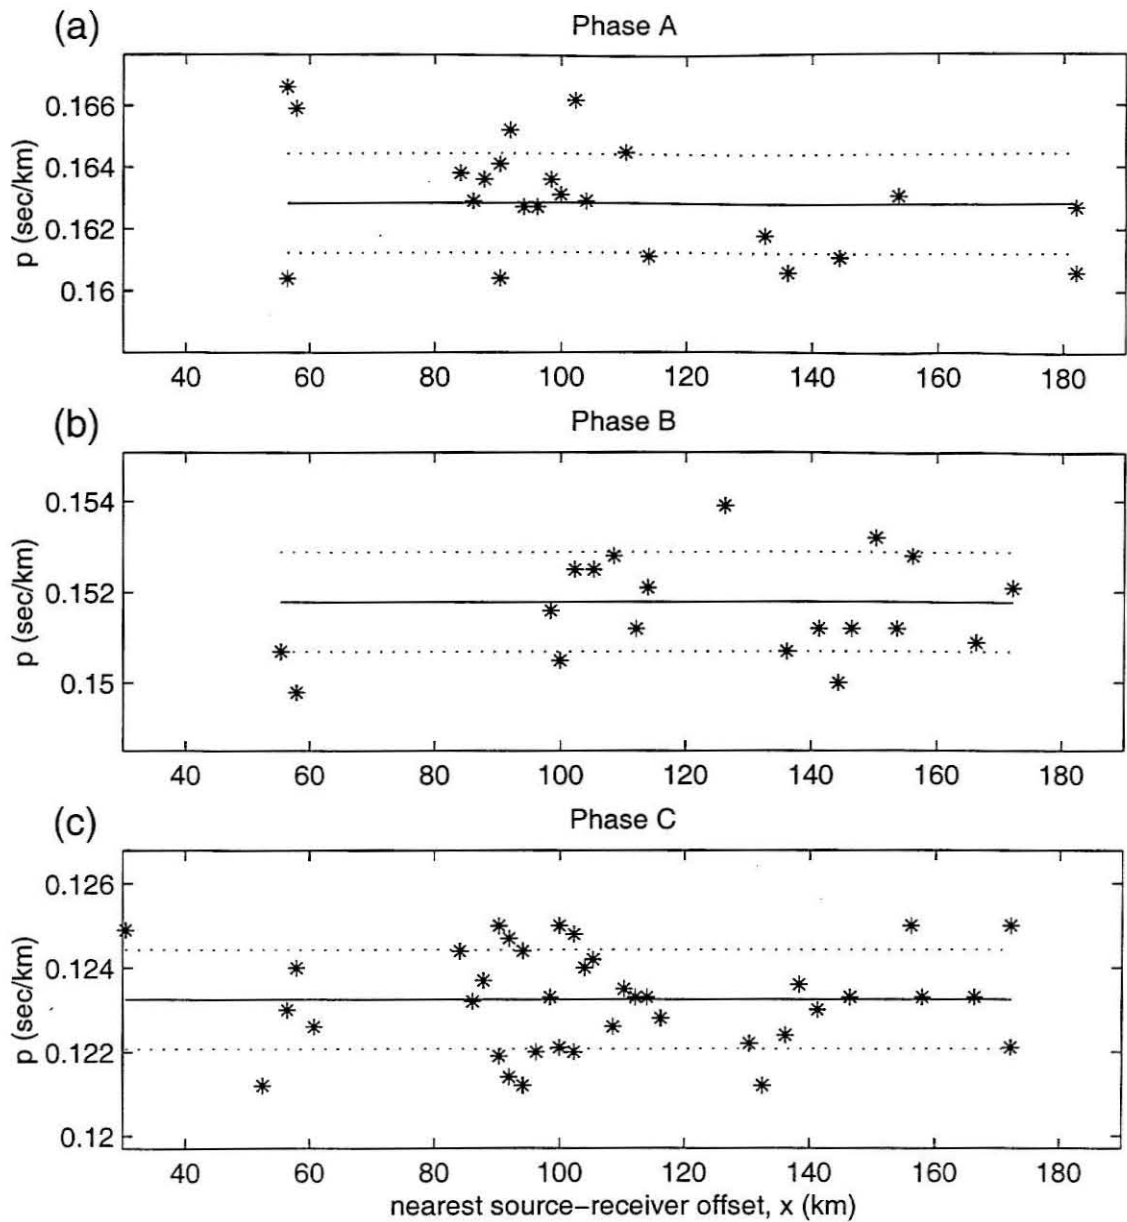 (a)
Phase A
p (sec/km)
0.166
0.164
0.162
0.16
40 60 80 100 120 140 160 180
(b)
Phase B
p (sec/km)
0.154
0.152
0.15
40 60 80 100 120 140 160 180
(c)
Phase C
p (sec/km)
0.126
0.124
0.122
0.12
40 60 80 100 120 140 160 180
nearest source–receiver offset, x (km)